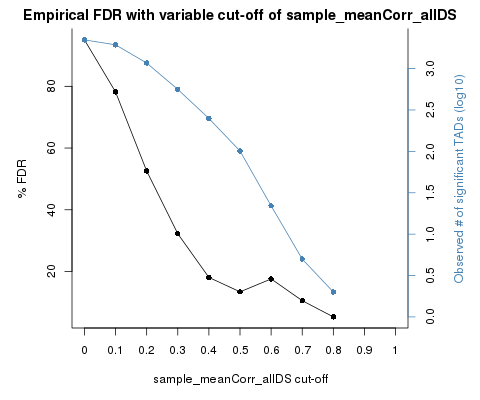 Empirical FDR with variable cut-off of sample_meanCorr_allDS
% FDR
80
60
40
20
3.0
2.5
2.0
1.5
1.0
0.5
0.0
Observed # of significant TADs (log10)
0 0.1 0.2 0.3 0.4 0.5 0.6 0.7 0.8 0.9 1
sample_meanCorr_allDS cut-off